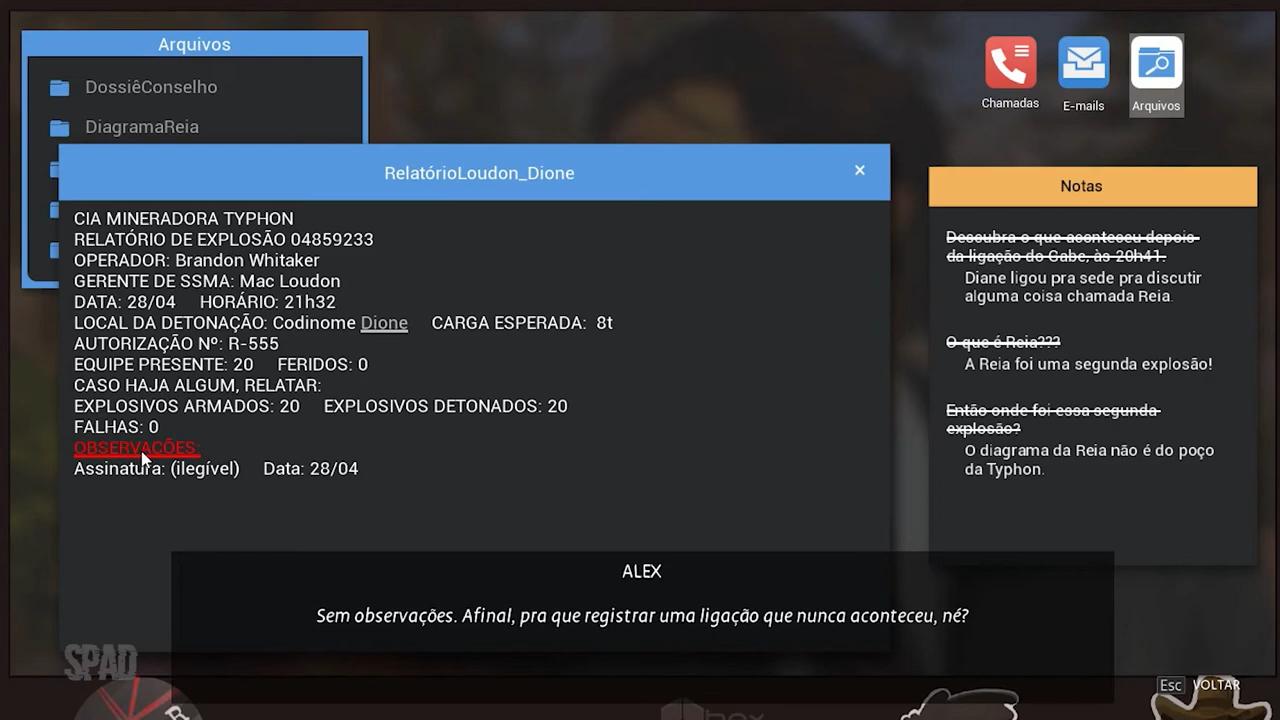 Arquivos
DossiêConselho
DiagramaReia
Chamadas
E-mails
Arquivos
RelatórioLoudon_Dione
×
CIA MINERADORA TYPHON
RELATÓRIO DE EXPLOSÃO 04859233
OPERADOR: Brandon Whitaker
GERENTE DE SSMA: Mac Loudon
DATA: 28/04 HORÁRIO: 21h32
LOCAL DA DETONAÇÃO: Codinome Dione CARGA ESPERADA: 8t
AUTORIZAÇÃO Nº: R-555
EQUIPE PRESENTE: 20 FERIDOS: 0
CASO HAJA ALGUM, RELATAR:
EXPLOSIVOS ARMADOS: 20 EXPLOSIVOS DETONADOS: 20
FALHAS: 0
OBSERVAÇÕES:
Assinatura: (ilegível) Data: 28/04
Notas
Descubra o que aconteceu depois
da ligação do Gabe, às 20h41.
Diane ligou pra sede pra discutir
alguma coisa chamada Reia.
O que é Reia???
A Reia foi uma segunda explosão!
Então onde foi essa segunda
explosão?
O diagrama da Reia não é do poço
da Typhon.
ALEX
Sem observações. Afinal, pra que registrar uma ligação que nunca aconteceu, né?
SPAD
Esc VOLTAR